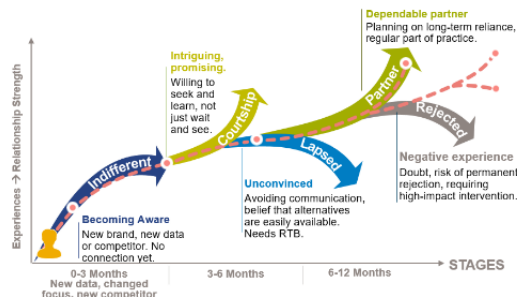 Dependable partner
Planning on long-term reliance,
regular part of practice.
Intriguing,
promising.
Willing to
seek and
learn, not
just wait
and see.
Experiences → Relationship Strength
Indifferent
Courtship
Lapsed
Partner
Rejected
Becoming Aware
New brand, new data
or competitor. No
connection yet.
Unconvinced
Avoiding communication,
belief that alternatives
are easily available.
Needs RTB.
Negative experience
Doubt, risk of permanent
rejection, requiring
high-impact intervention.
0-3 Months
3-6 Months
6-12 Months
STAGES
New data, changed
focus, new competitor